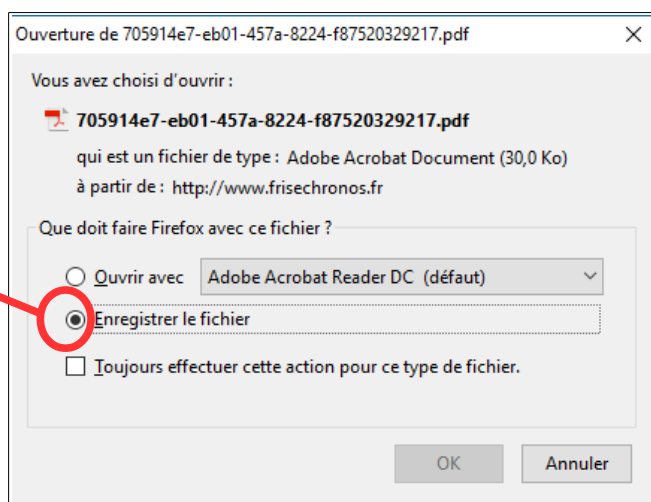 Ouverture de 705914e7-eb01-457a-8224-f87520329217.pdf
Vous avez choisi d'ouvrir :
705914e7-eb01-457a-8224-f87520329217.pdf
qui est un fichier de type : Adobe Acrobat Document (30,0 Ko)
à partir de : http://www.frisechronos.fr
Que doit faire Firefox avec ce fichier ?
Ouvrir avec Adobe Acrobat Reader DC (défaut)
Enregistrer le fichier
Toujours effectuer cette action pour ce type de fichier.
OK Annuler